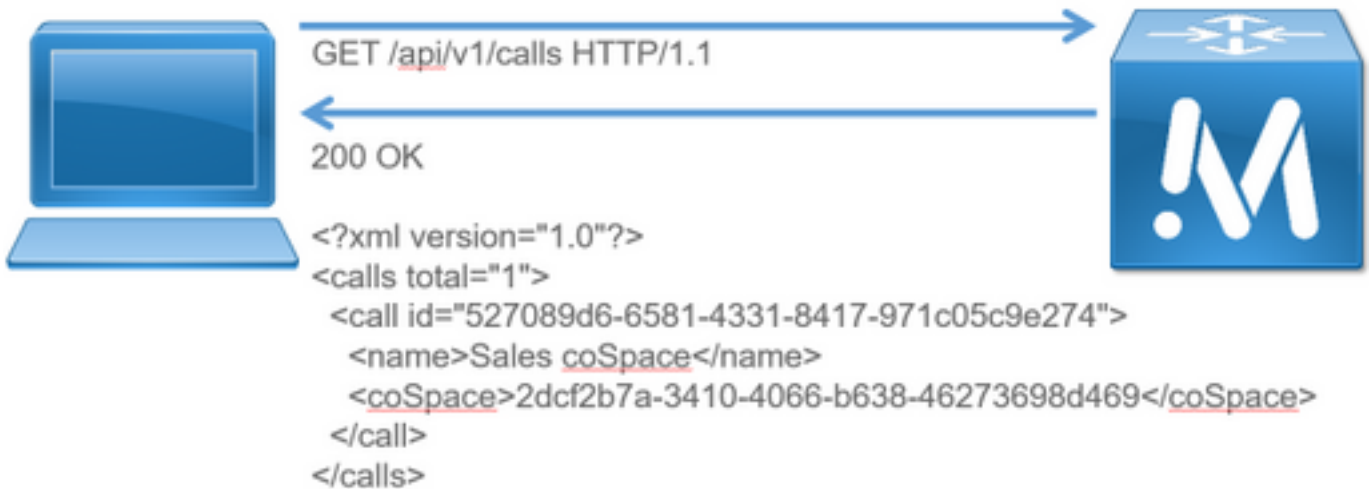 GET /api/v1/calls HTTP/1.1
200 OK
<?xml version="1.0"?>
<calls total="1">
<call id="527089d6-6581-4331-8417-971c05c9e274">
<name>Sales coSpace</name>
<coSpace>2dcf2b7a-3410-4066-b638-46273698d469</coSpace>
</call>
</calls>